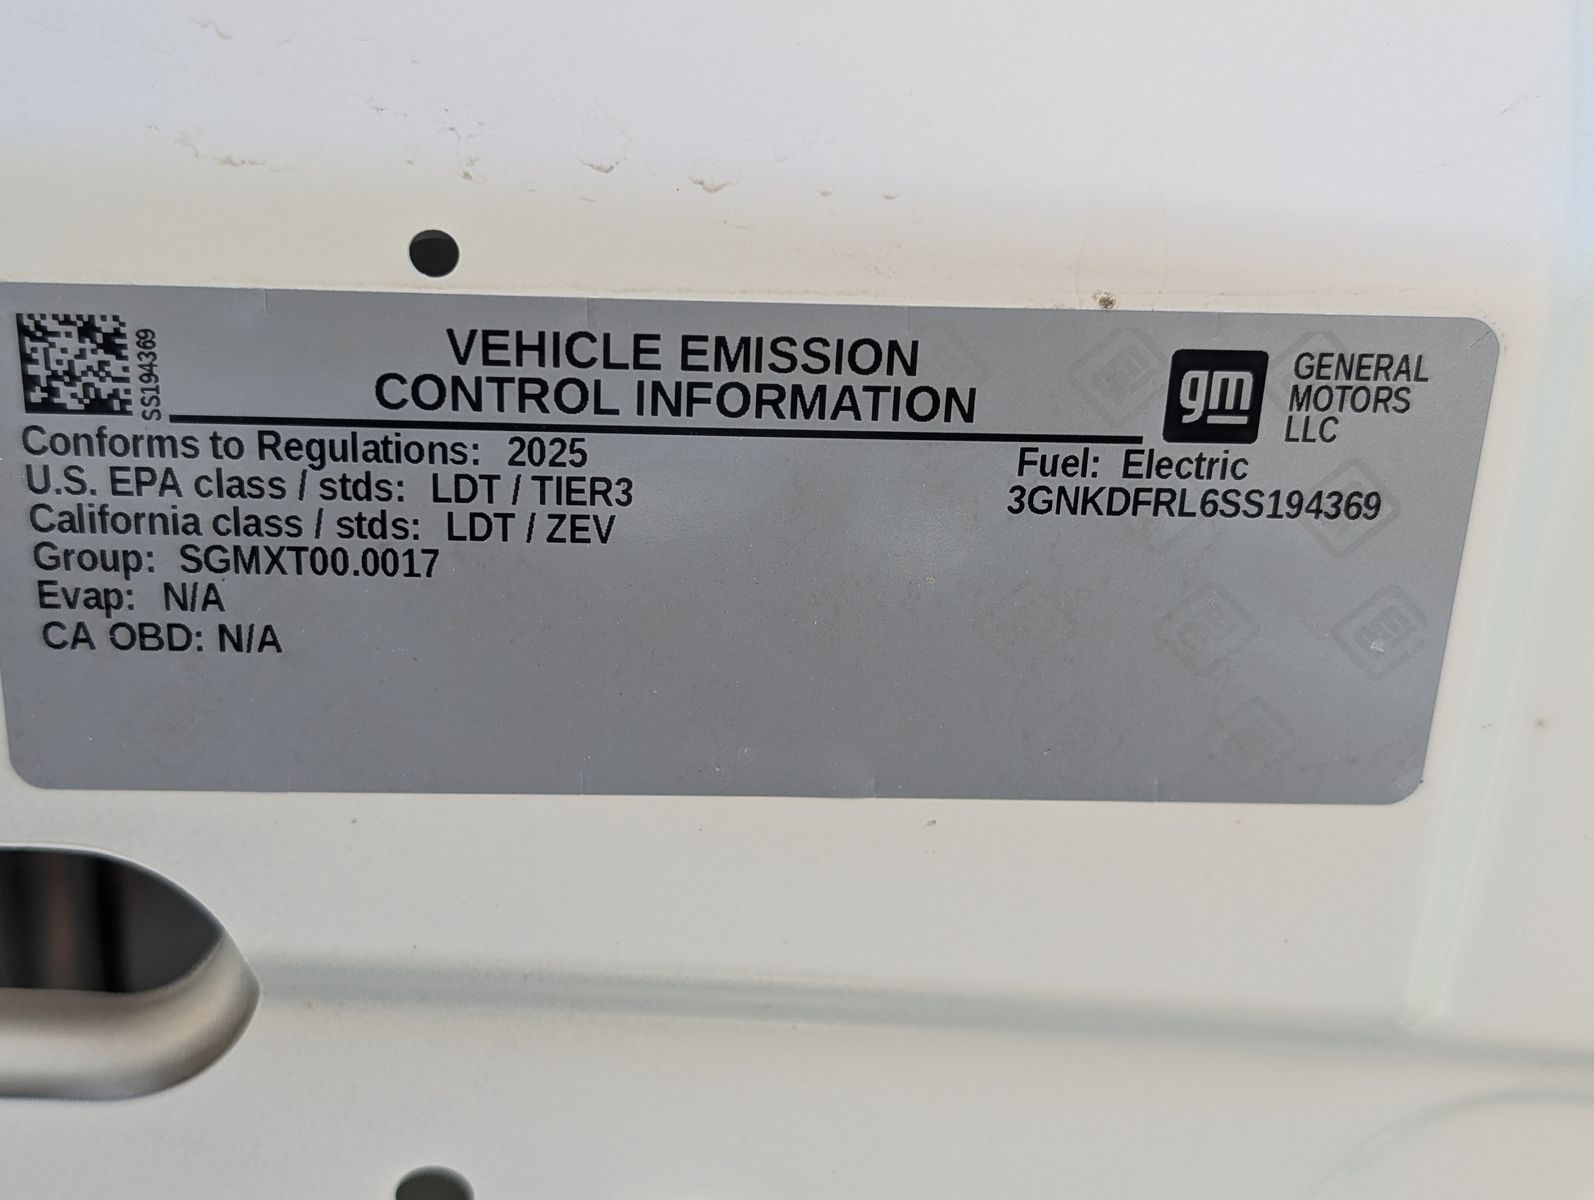 SS194369
VEHICLE EMISSION
CONTROL INFORMATION
gm
GENERAL
MOTORS
LLC
Conforms to Regulations: 2025
U.S. EPA class / stds: LDT / TIER3
California class / stds: LDT / ZEV
Group: SGMXT00.0017
Evap: N/A
CA OBD: N/A
Fuel: Electric
3GNKDFRL6SS194369